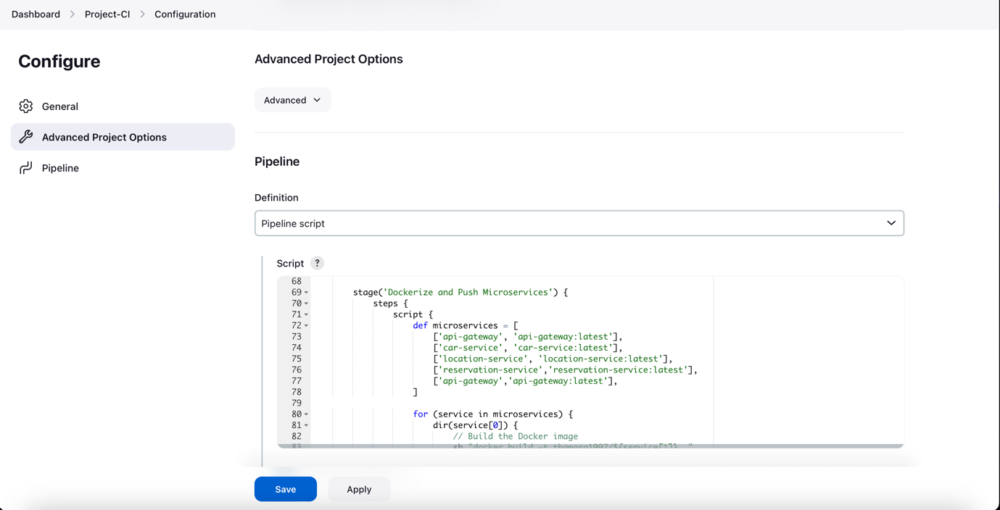 Dashboard > Project-CI > Configuration
Configure
General
Advanced Project Options
Pipeline
Advanced Project Options
Advanced
Pipeline
Definition
Pipeline script
Script ?
68
69 stage('Dockerize and Push Microservices') {
70 steps {
71 script {
72 def microservices = [
73 ['api-gateway', 'api-gateway:latest'],
74 ['car-service', 'car-service:latest'],
75 ['location-service', 'location-service:latest'],
76 ['reservation-service','reservation-service:latest'],
77 ['api-gateway','api-gateway:latest'],
78 ]
79
80 for (service in microservices) {
81 dir(service[0]) {
82 // Build the Docker image
83 sh "docker build -t thamara1997/${service[1]} ."
Save
Apply